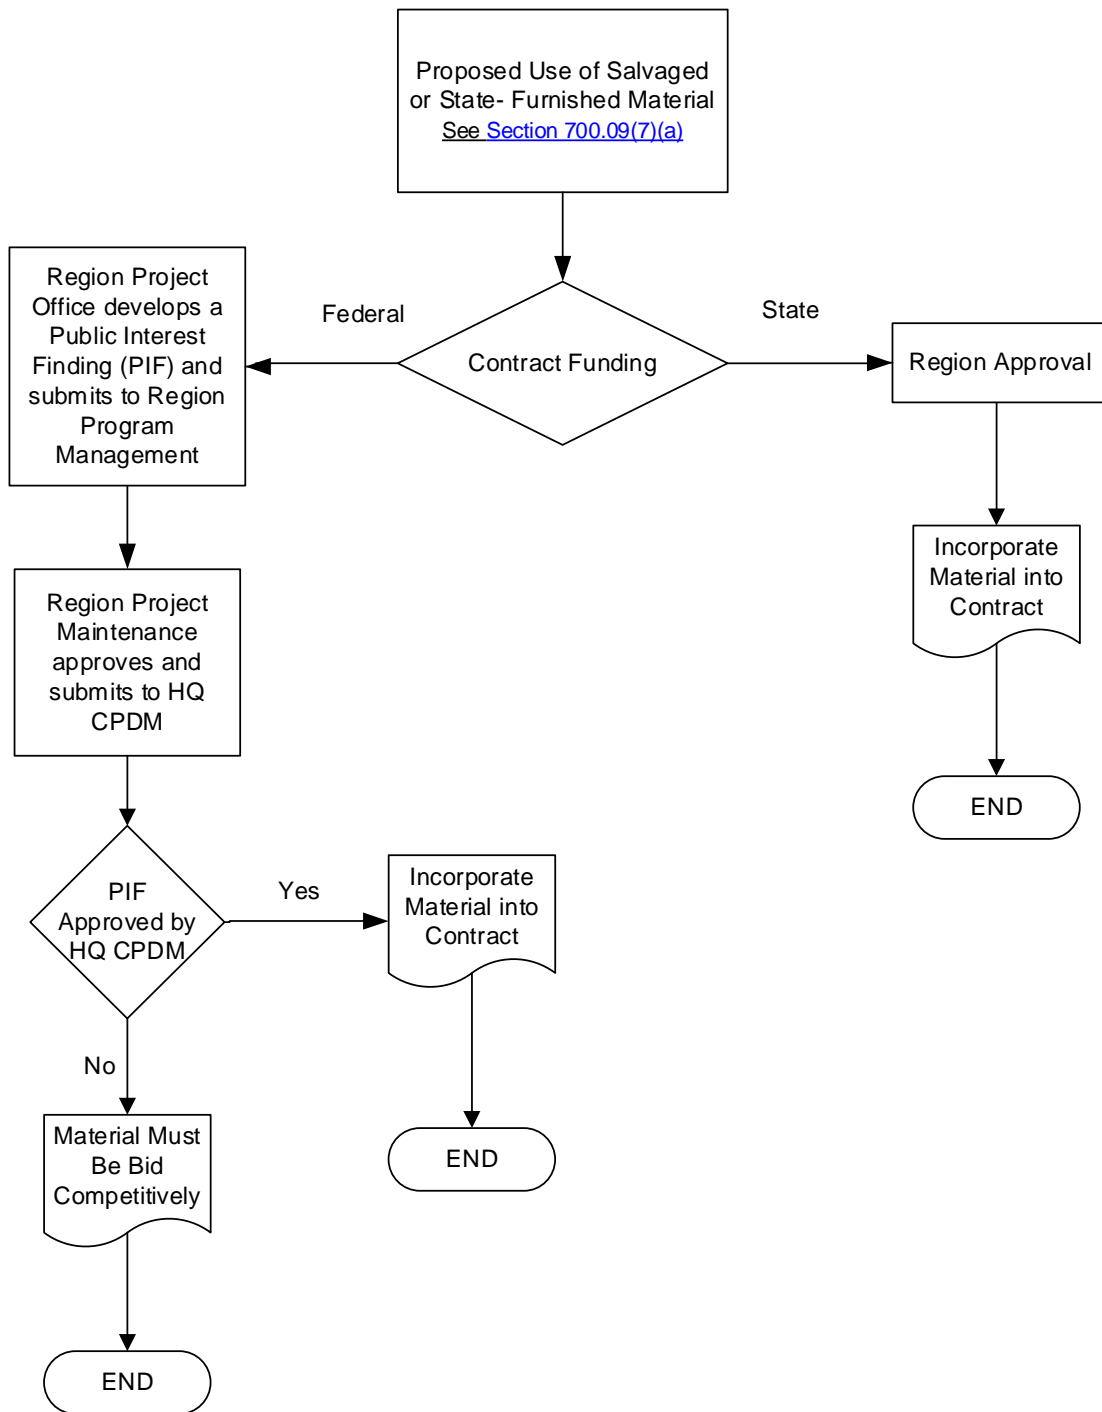 Proposed Use of Salvaged
or State- Furnished Material
See Section 700.09(7)(a)
Federal
State
Contract Funding
Region Project
Office develops a
Public Interest
Finding (PIF) and
submits to Region
Program
Management
Region Approval
Incorporate
Material into
Contract
END
Region Project
Maintenance
approves and
submits to HQ
CPDM
PIF
Approved by
HQ CPDM
Yes
Incorporate
Material into
Contract
END
No
Material Must
Be Bid
Competitively
END